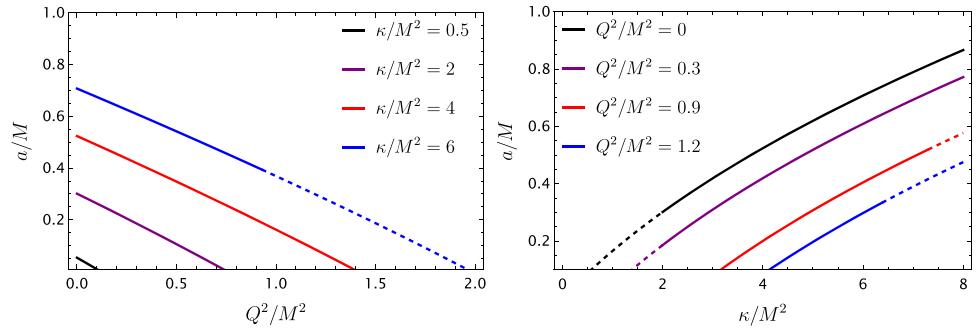 1.0
0.8
0.6
0.4
0.2
a/M
0.0
0.5
1.0
1.5
2.0
Q²/M²
κ/M² = 0.5
κ/M² = 2
κ/M² = 4
κ/M² = 6
1.0
0.8
0.6
0.4
0.2
a/M
0
2
4
6
8
κ/M²
Q²/M² = 0
Q²/M² = 0.3
Q²/M² = 0.9
Q²/M² = 1.2